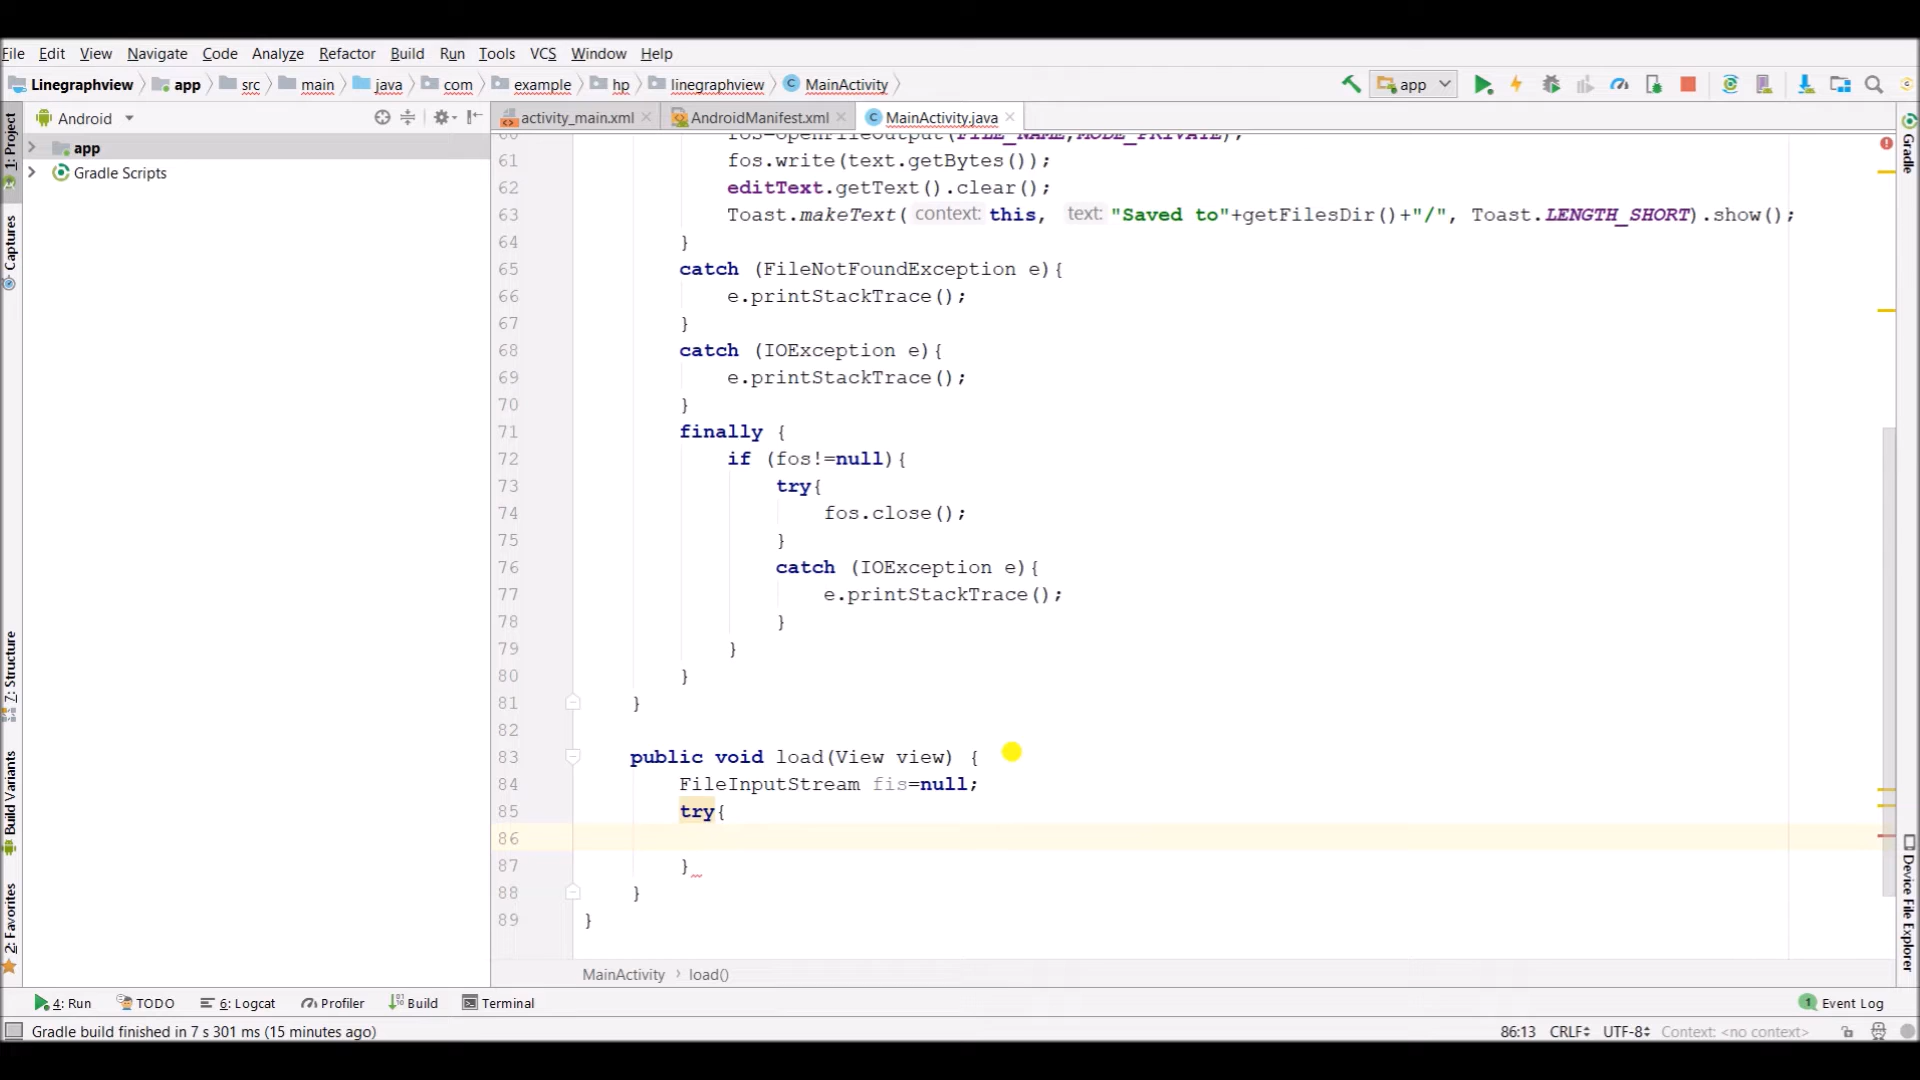 File Edit View Navigate Code Analyze Refactor Build Run Tools VCS Window Help
Linegraphview app src main java com example hp linegraphview MainActivity app
Android activity_main.xml AndroidManifest.xml MainActivity.java
app
Gradle Scripts
1: Project
Captures
7: Structure
Build Variants
2: Favorites
60 fos=openFileOutput(FILE_NAME,MODE_PRIVATE);
61 fos.write(text.getBytes());
62 editText.getText().clear();
63 Toast.makeText( context: this, text: "Saved to"+getFilesDir()+"/", Toast.LENGTH_SHORT).show();
64 }
65 catch (FileNotFoundException e){
66 e.printStackTrace();
67 }
68 catch (IOException e){
69 e.printStackTrace();
70 }
71 finally {
72 if (fos!=null){
73 try{
74 fos.close();
75 }
76 catch (IOException e){
77 e.printStackTrace();
78 }
79 }
80 }
81 }
82
83 public void load(View view) {
84 FileInputStream fis=null;
85 try{
86
87 }
88 }
89 }
Gradle
Device File Explorer
MainActivity › load()
4: Run TODO 6: Logcat Profiler Build Terminal 1 Event Log
Gradle build finished in 7 s 301 ms (15 minutes ago) 86:13 CRLF UTF-8 Context: <no context>